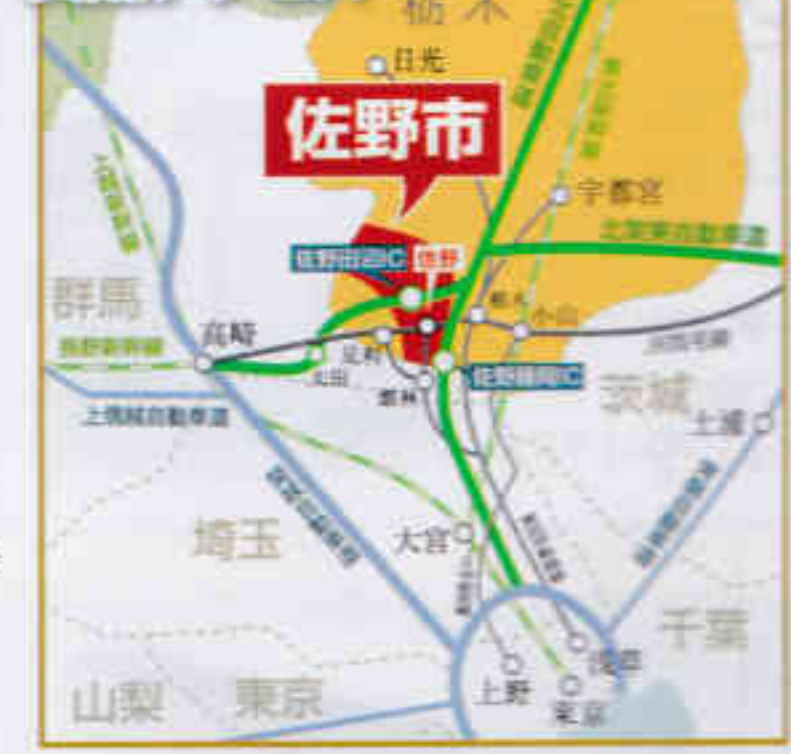 栃木
日光
佐野市
宇都宮
北関東自動車道
佐野田沼IC
佐野
群馬
栃木
小山
高崎
足利
太田
館林
佐野藤岡IC
茨城
土浦
上信越自動車道
埼玉
大宮
千葉
浅草
上野
東京
山梨
東京